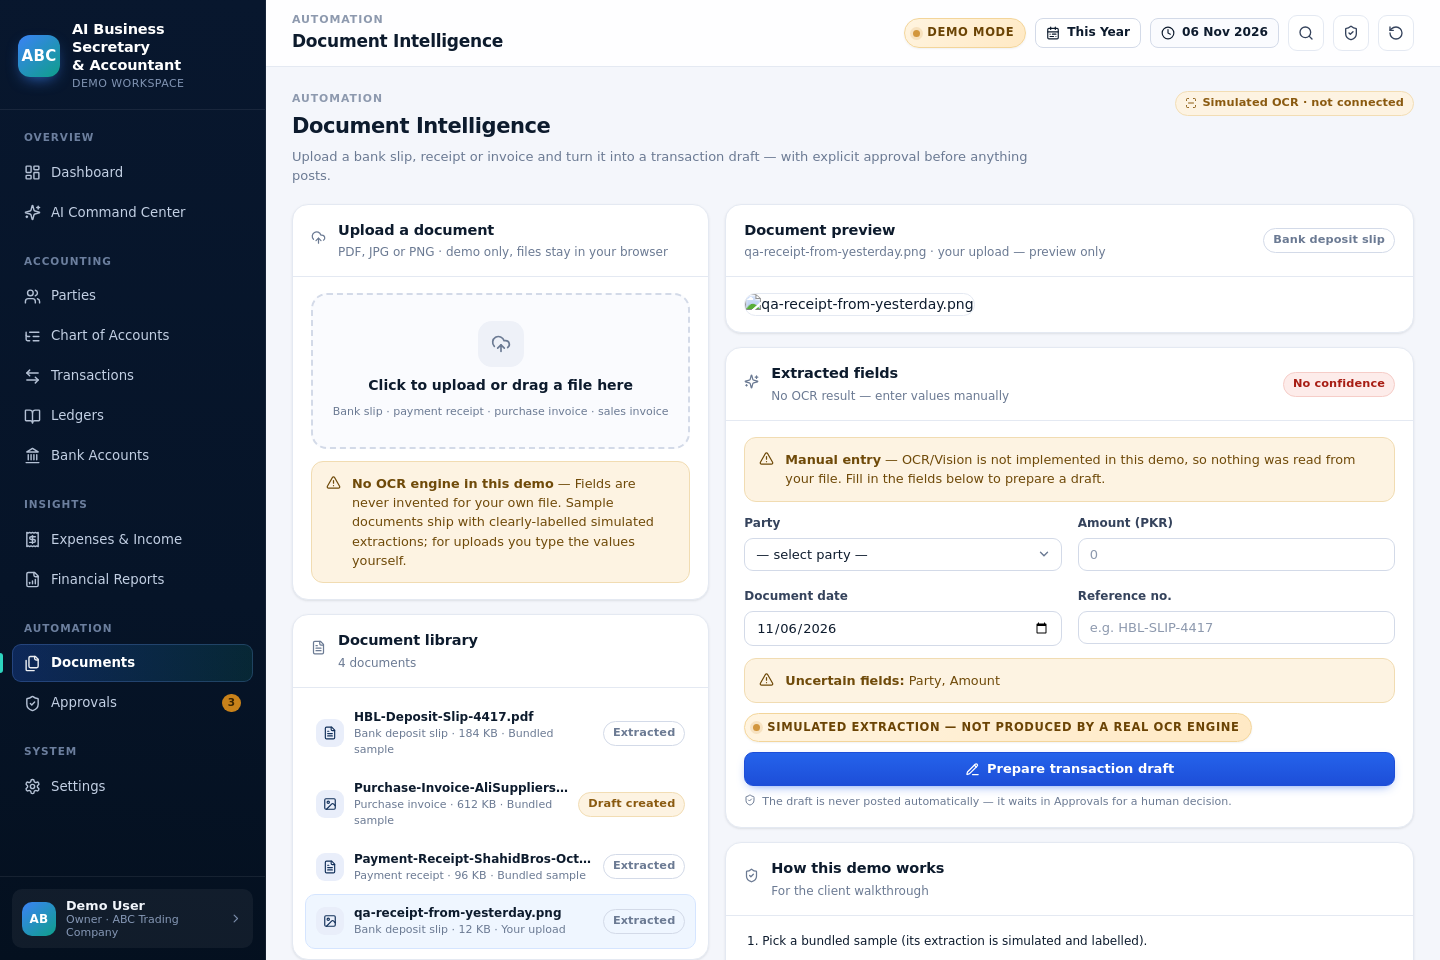 ABC
AI Business
Secretary
& Accountant
DEMO WORKSPACE
OVERVIEW
Dashboard
AI Command Center
ACCOUNTING
Parties
Chart of Accounts
Transactions
Ledgers
Bank Accounts
INSIGHTS
Expenses & Income
Financial Reports
AUTOMATION
Documents
Approvals
3
SYSTEM
Settings
AB
Demo User
Owner · ABC Trading
Company
AUTOMATION
Document Intelligence
DEMO MODE
This Year
06 Nov 2026
AUTOMATION
Document Intelligence
Upload a bank slip, receipt or invoice and turn it into a transaction draft — with explicit approval before anything
posts.
Simulated OCR · not connected
Upload a document
PDF, JPG or PNG · demo only, files stay in your browser
Click to upload or drag a file here
Bank slip · payment receipt · purchase invoice · sales invoice
No OCR engine in this demo — Fields are
never invented for your own file. Sample
documents ship with clearly-labelled simulated
extractions; for uploads you type the values
yourself.
Document library
4 documents
HBL-Deposit-Slip-4417.pdf
Bank deposit slip · 184 KB · Bundled
sample
Extracted
Purchase-Invoice-AliSuppliers...
Purchase invoice · 612 KB · Bundled
sample
Draft created
Payment-Receipt-ShahidBros-Oct...
Payment receipt · 96 KB · Bundled sample
Extracted
qa-receipt-from-yesterday.png
Bank deposit slip · 12 KB · Your upload
Extracted
Document preview
qa-receipt-from-yesterday.png · your upload — preview only
Bank deposit slip
qa-receipt-from-yesterday.png
Extracted fields
No OCR result — enter values manually
No confidence
Manual entry — OCR/Vision is not implemented in this demo, so nothing was read from
your file. Fill in the fields below to prepare a draft.
Party
Amount (PKR)
— select party —
0
Document date
Reference no.
11/06/2026
e.g. HBL-SLIP-4417
Uncertain fields: Party, Amount
SIMULATED EXTRACTION — NOT PRODUCED BY A REAL OCR ENGINE
Prepare transaction draft
The draft is never posted automatically — it waits in Approvals for a human decision.
How this demo works
For the client walkthrough
1. Pick a bundled sample (its extraction is simulated and labelled).